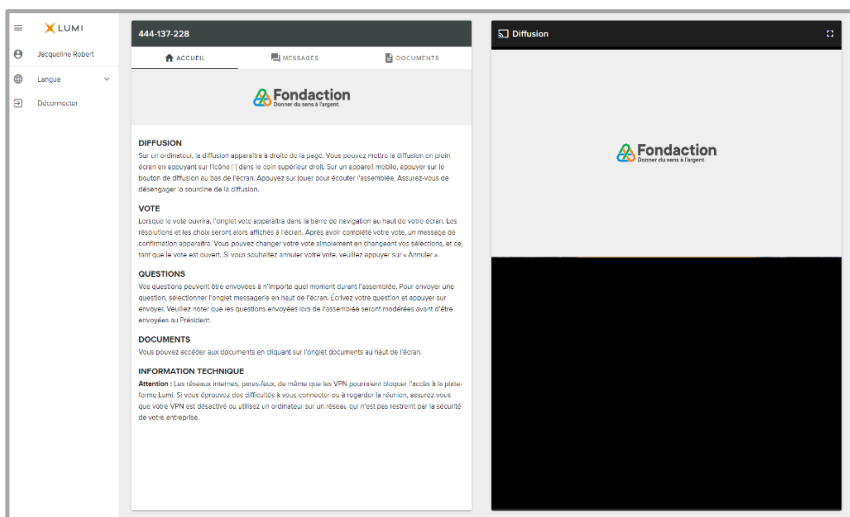 LUMI
Jacqueline Robert
Langue
Déconnecter
444-137-228
ACCUEIL
MESSAGES
DOCUMENTS
Fondaction
Donner du sens à l'argent.
DIFFUSION
Sur un ordinateur, la diffusion apparaîtra à droite de la page. Vous pouvez mettre la diffusion en plein
écran en appuyant sur l'icône [ ] dans le coin supérieur droit. Sur un appareil mobile, appuyer sur le
bouton de diffusion au bas de l'écran. Appuyez sur jouer pour écouter l'assemblée. Assurez-vous de
désengager la sourdine de la diffusion.
VOTE
Lorsque le vote ouvrira, l'onglet vote apparaîtra dans la barre de navigation au haut de votre écran. Les
résolutions et les choix seront alors affichés à l'écran. Après avoir complété votre vote, un message de
confirmation apparaîtra. Vous pouvez changer votre vote simplement en changeant vos sélections, et ce,
tant que le vote est ouvert. Si vous souhaitez annuler votre vote, veuillez appuyer sur « Annuler ».
QUESTIONS
Vos questions peuvent être envoyées à n'importe quel moment durant l'assemblée. Pour envoyer une
question, sélectionner l'onglet messagerie en haut de l'écran. Écrivez votre question et appuyer sur
envoyer. Veuillez noter que les questions envoyées lors de l'assemblée seront modérées avant d'être
envoyées au Président.
DOCUMENTS
Vous pouvez accéder aux documents en cliquant sur l'onglet documents au haut de l'écran.
INFORMATION TECHNIQUE
Attention : Les réseaux internes, pares-feux, de même que les VPN pourraient bloquer l'accès à la plate-
forme Lumi. Si vous éprouvez des difficultés à vous connecter ou à regarder la réunion, assurez vous
que votre VPN est désactivé ou utilisez un ordinateur sur un réseau qui n'est pas restreint par la sécurité
de votre entreprise.
Diffusion
Fondaction
Donner du sens à l'argent.